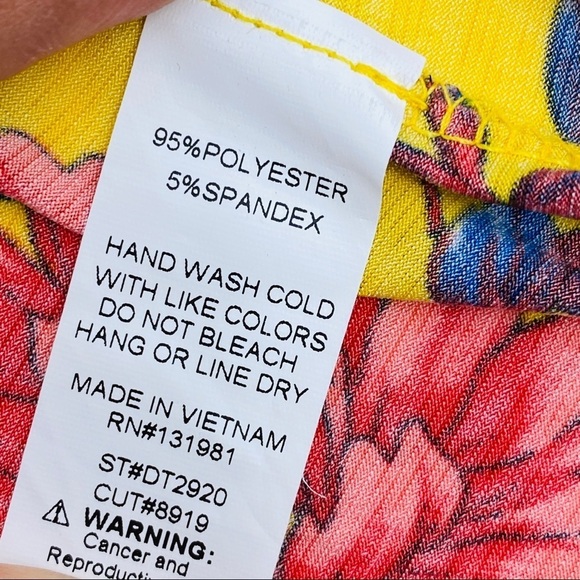 95%POLYESTER
5%SPANDEX
HAND WASH COLD
WITH LIKE COLORS
DO NOT BLEACH
HANG OR LINE DRY
MADE IN VIETNAM
RN#131981
ST#DT2920
CUT#8919
⚠ WARNING:
Cancer and